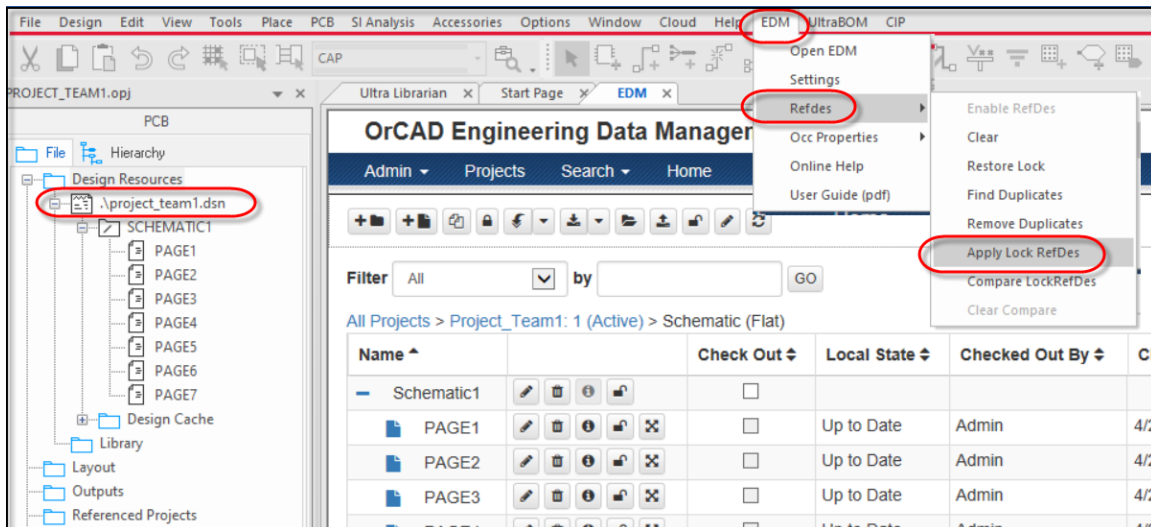 File Design Edit View Tools Place PCB SI Analysis Accessories Options Window Cloud Help EDM UltraBOM CIP
CAP
PROJECT_TEAM1.opj
Ultra Librarian Start Page EDM
PCB
File Hierarchy
Design Resources
.\project_team1.dsn
SCHEMATIC1
PAGE1
PAGE2
PAGE3
PAGE4
PAGE5
PAGE6
PAGE7
Design Cache
Library
Layout
Outputs
Referenced Projects
OrCAD Engineering Data Manager
Admin Projects Search Home
Filter All by GO
All Projects > Project_Team1: 1 (Active) > Schematic (Flat)
Name Check Out Local State Checked Out By
Schematic1
PAGE1 Up to Date Admin 4/2
PAGE2 Up to Date Admin 4/2
PAGE3 Up to Date Admin 4/2
Open EDM
Settings
Refdes
Occ Properties
Online Help
User Guide (pdf)
Enable RefDes
Clear
Restore Lock
Find Duplicates
Remove Duplicates
Apply Lock RefDes
Compare LockRefDes
Clear Compare